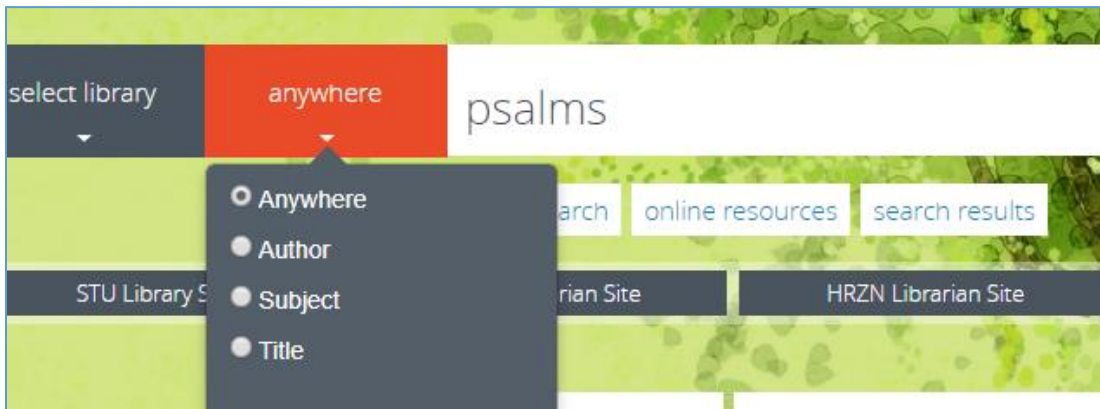 select library
anywhere
psalms
Anywhere
Author
Subject
Title
arch
online resources
search results
STU Library S
rian Site
HRZN Librarian Site